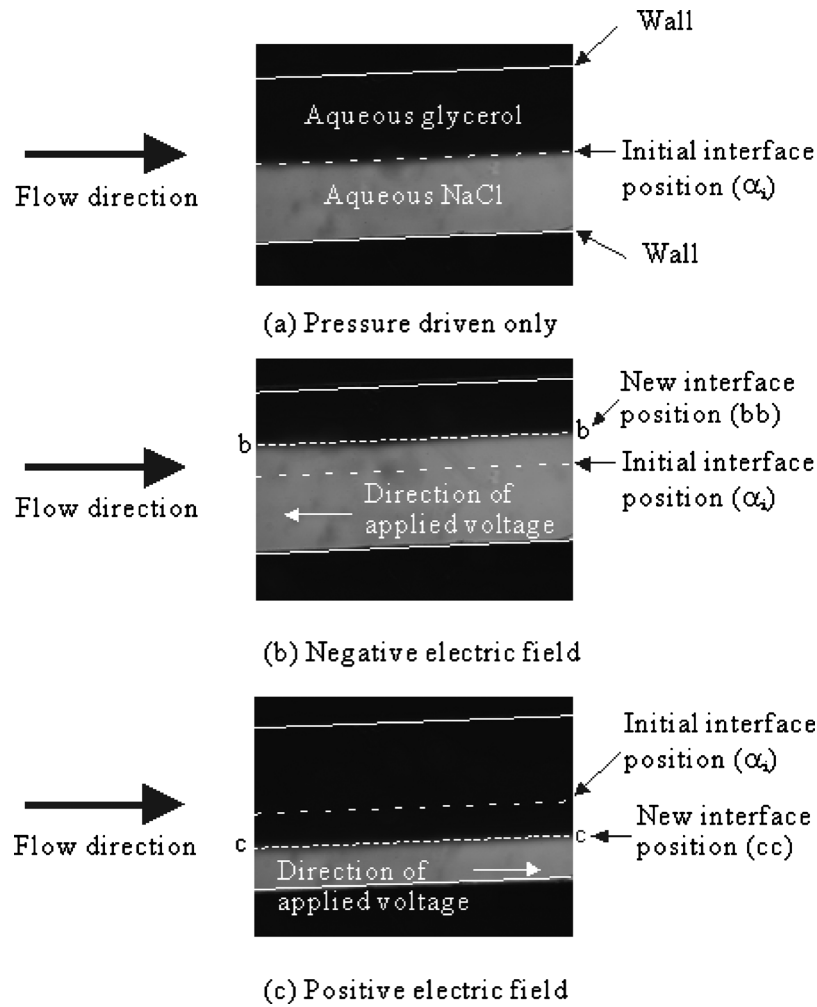 Wall
Aqueous glycerol
Initial interface
position (αᵢ)
Flow direction
Aqueous NaCl
Wall
(a) Pressure driven only
New interface
position (bb)
b
b
Initial interface
position (αᵢ)
Flow direction
Direction of
applied voltage
(b) Negative electric field
Initial interface
position (αᵢ)
Flow direction
c
c
New interface
position (cc)
Direction of
applied voltage
(c) Positive electric field